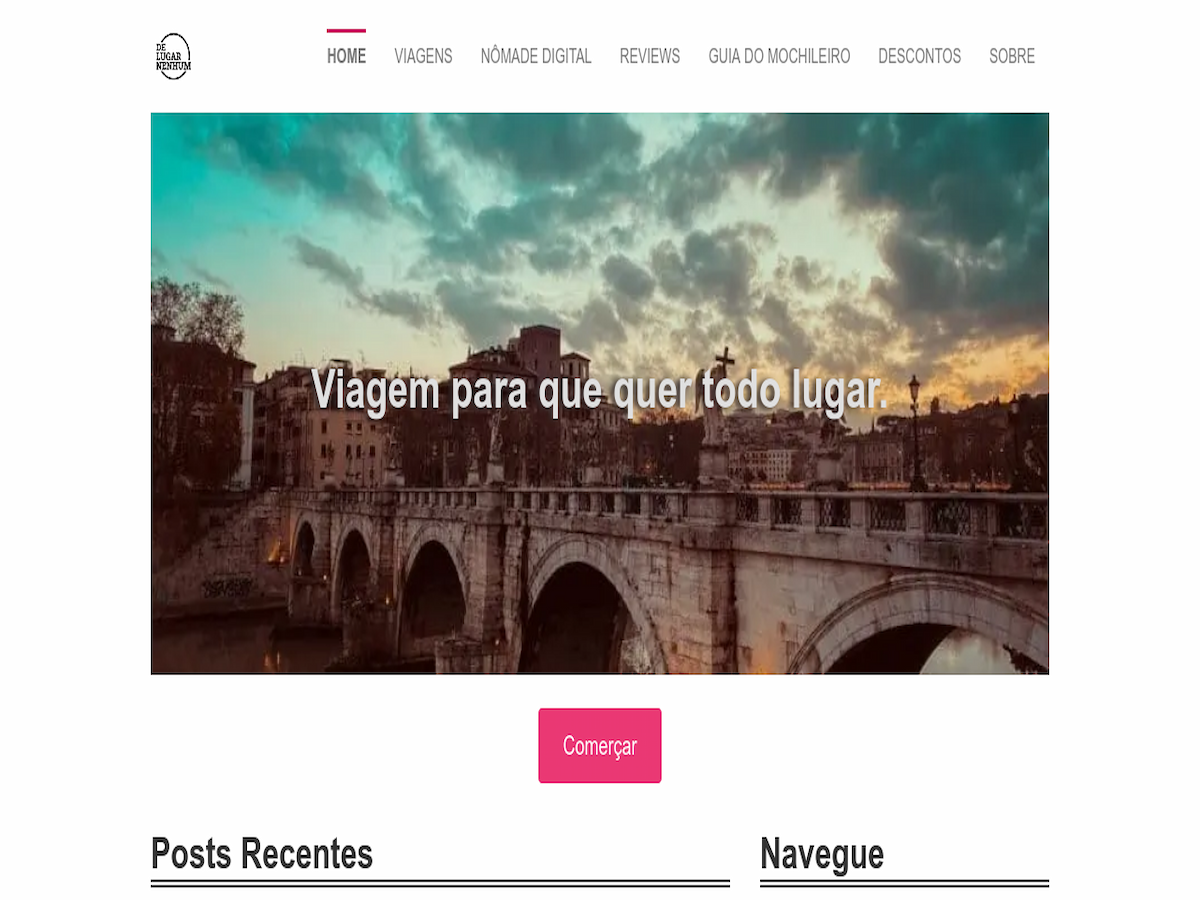 DE
LUGAR
NENHUM
HOME VIAGENS NÔMADE DIGITAL REVIEWS GUIA DO MOCHILEIRO DESCONTOS SOBRE
Viagem para que quer todo lugar.
Comerçar
Posts Recentes
Navegue